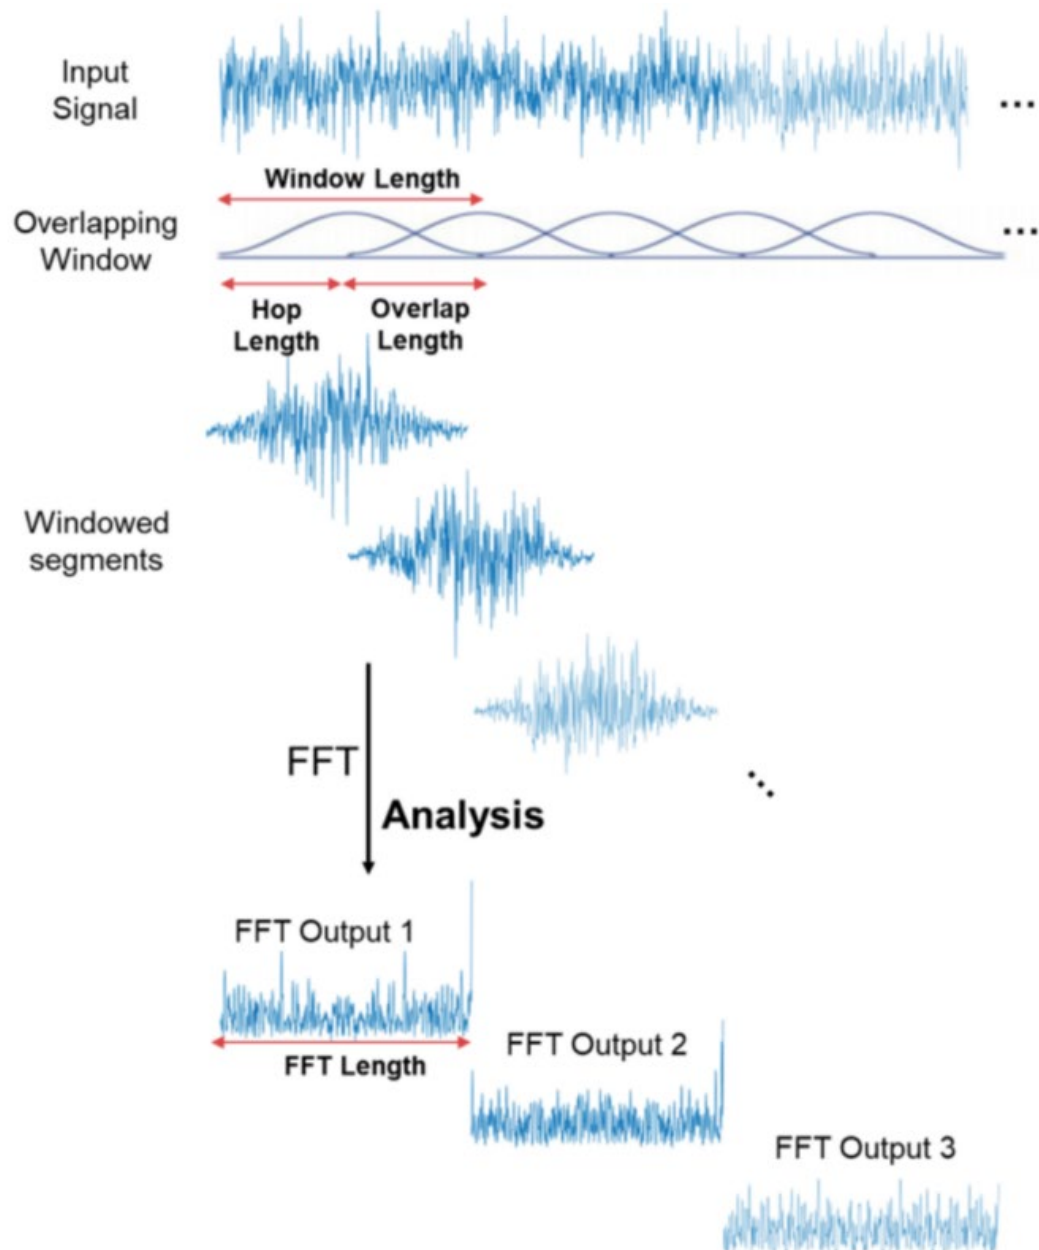 Input
Signal
...
Window Length
Overlapping
Window
...
Hop
Length
Overlap
Length
Windowed
segments
FFT
Analysis
FFT Output 1
FFT Length
FFT Output 2
FFT Output 3